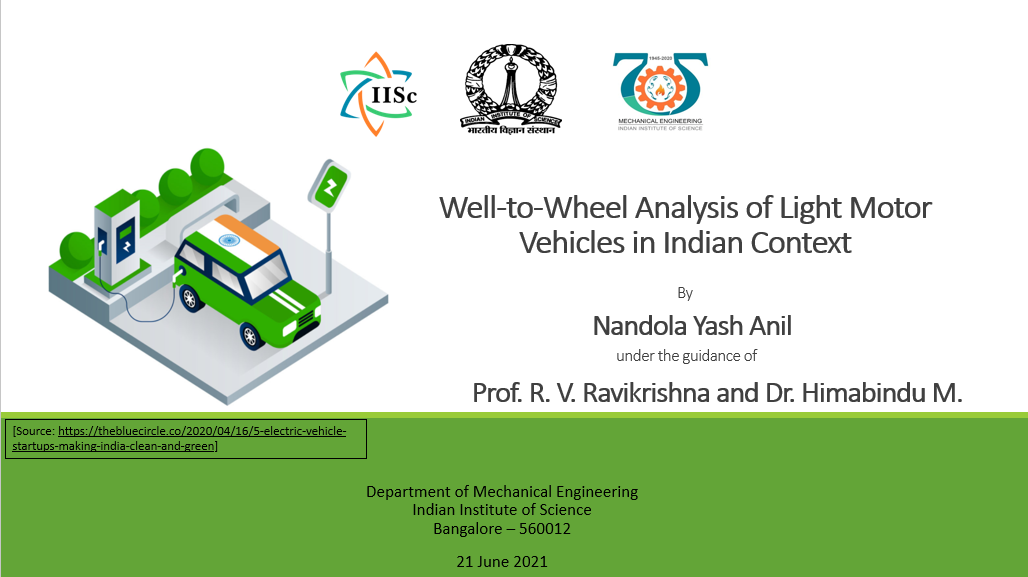 IISc
INDIAN INSTITUTE OF SCIENCE
भारतीय विज्ञान संस्थान
1945-2020
75
MECHANICAL ENGINEERING
INDIAN INSTITUTE OF SCIENCE
Well-to-Wheel Analysis of Light Motor
Vehicles in Indian Context
By
Nandola Yash Anil
under the guidance of
Prof. R. V. Ravikrishna and Dr. Himabindu M.
[Source: https://thebluecircle.co/2020/04/16/5-electric-vehicle-
startups-making-india-clean-and-green]
Department of Mechanical Engineering
Indian Institute of Science
Bangalore – 560012
21 June 2021